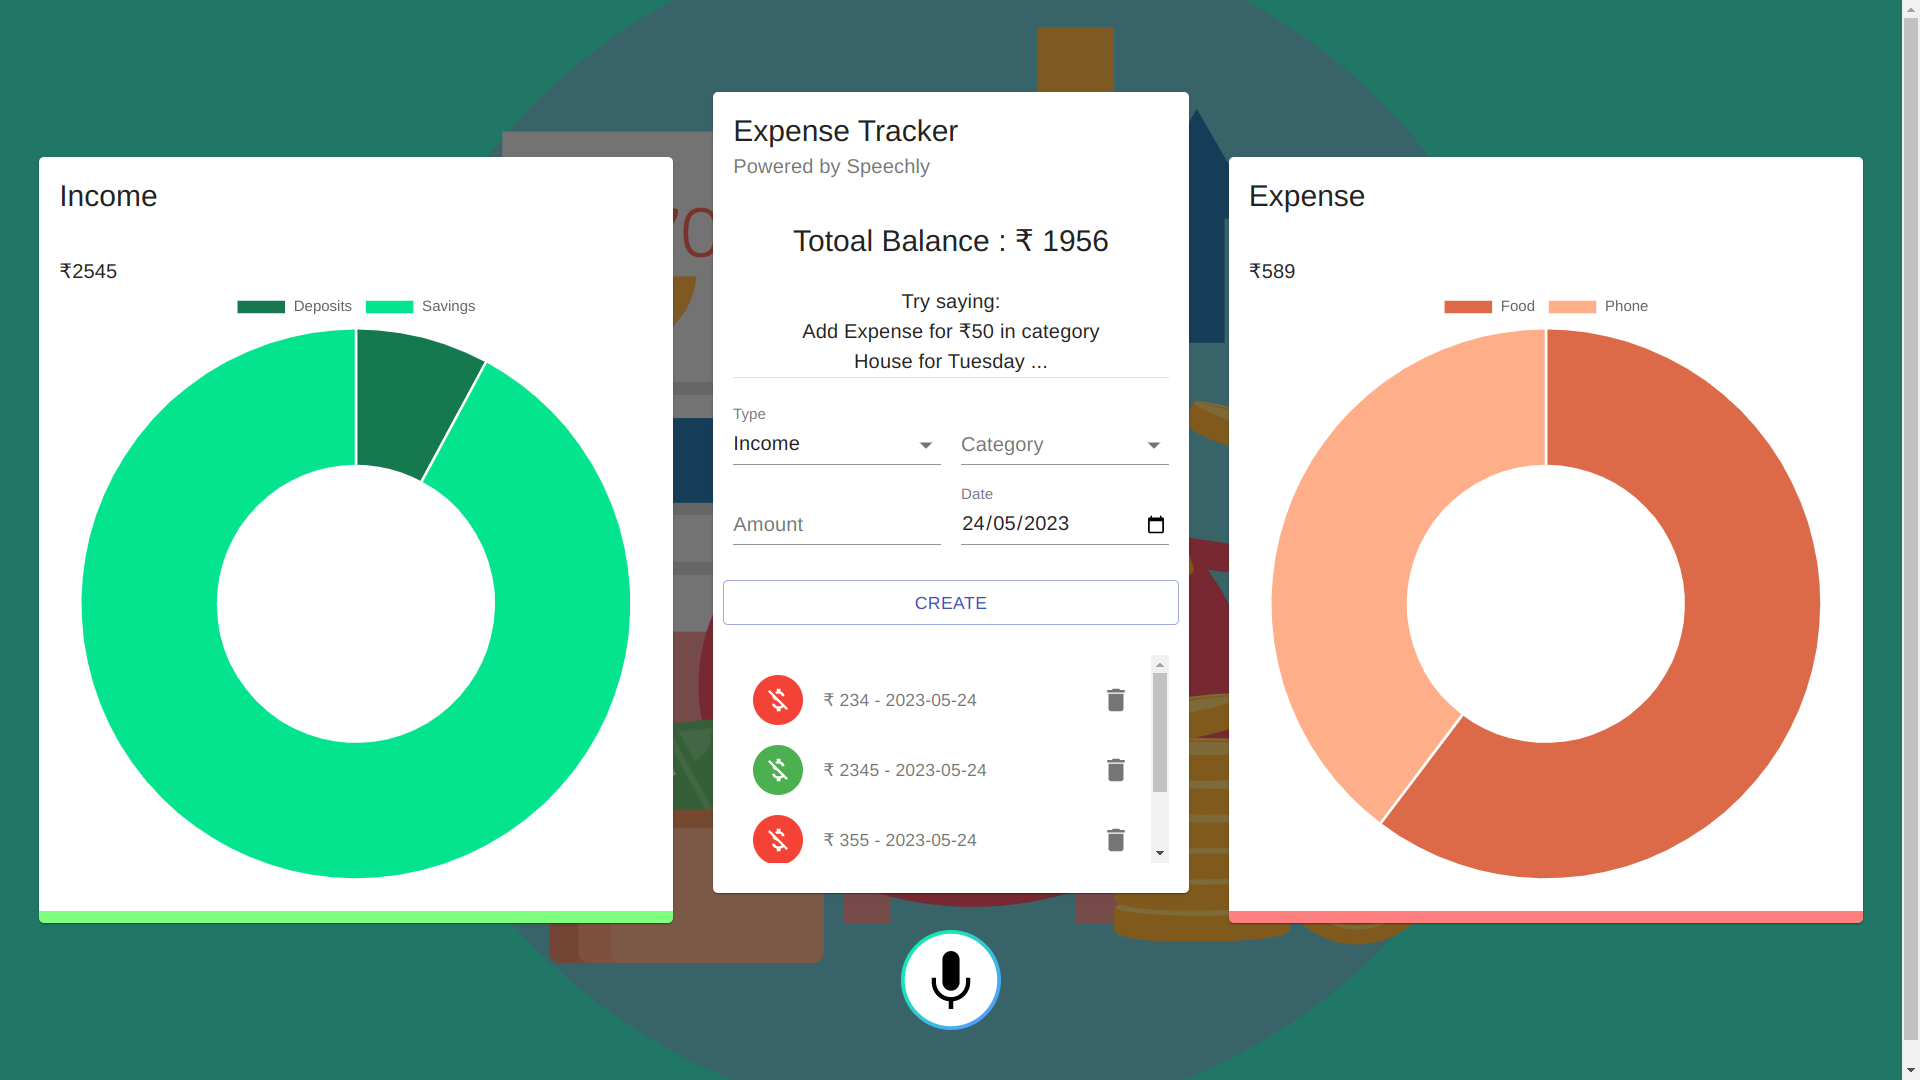 Income
₹2545
Deposits Savings
70
Expense Tracker
Powered by Speechly
Totoal Balance : ₹ 1956
Try saying:
Add Expense for ₹50 in category
House for Tuesday ...
Type
Income
Category
Amount
Date
24/05/2023
CREATE
₹ 234 - 2023-05-24
₹ 2345 - 2023-05-24
₹ 355 - 2023-05-24
Expense
₹589
Food Phone